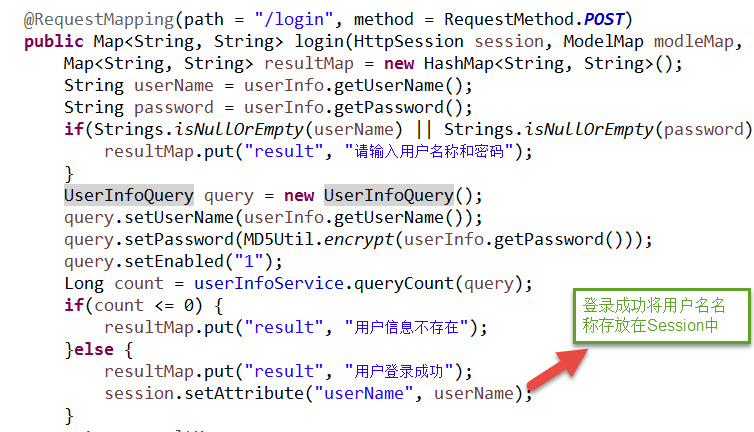 @RequestMapping(path = "/login", method = RequestMethod.POST)
public Map<String, String> login(HttpSession session, ModelMap modleMap,
Map<String, String> resultMap = new HashMap<String, String>();
String userName = userInfo.getUserName();
String password = userInfo.getPassword();
if(Strings.isNullOrEmpty(userName) || Strings.isNullOrEmpty(password)
resultMap.put("result", "请输入用户名称和密码");
}
UserInfoQuery query = new UserInfoQuery();
query.setUserName(userInfo.getUserName());
query.setPassword(MD5Util.encrypt(userInfo.getPassword()));
query.setEnabled("1");
Long count = userInfoService.queryCount(query);
if(count <= 0) {
resultMap.put("result", "用户信息不存在");
}else {
resultMap.put("result", "用户登录成功");
session.setAttribute("userName", userName);
}
登录成功将用户名名
称存放在Session中